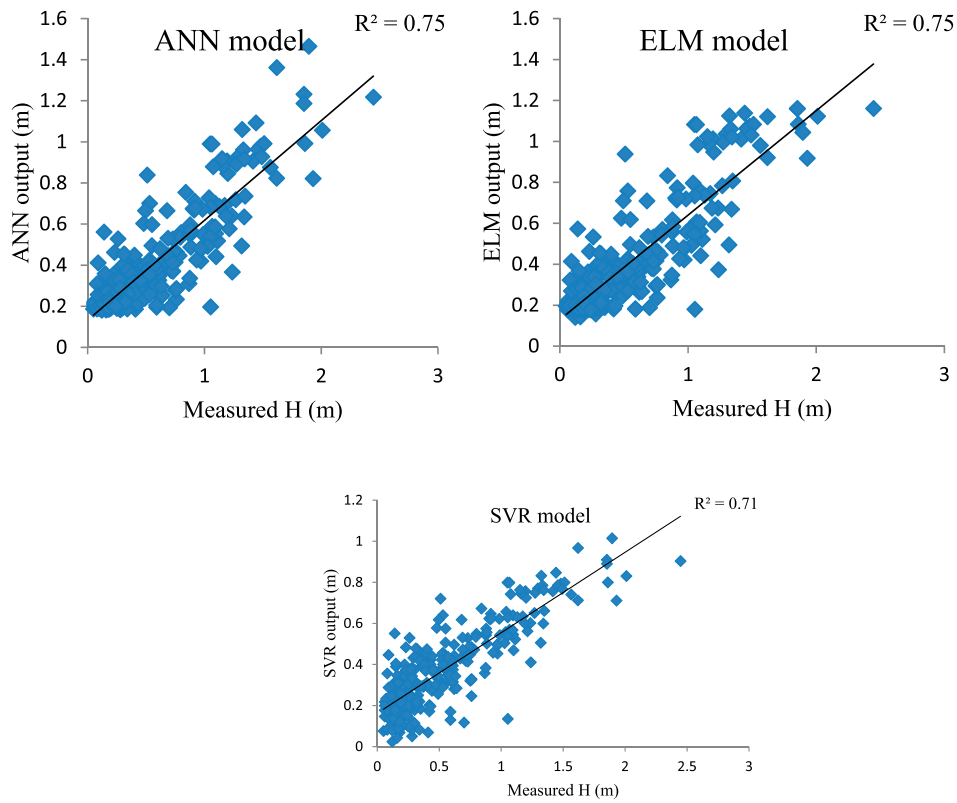 ANN model
R² = 0.75
1.6
1.4
1.2
1
0.8
0.6
0.4
0.2
0
ANN output (m)
0 1 2 3
Measured H (m)
ELM model
R² = 0.75
1.6
1.4
1.2
1
0.8
0.6
0.4
0.2
0
ELM output (m)
0 1 2 3
Measured H (m)
SVR model
R² = 0.71
1.2
1
0.8
0.6
0.4
0.2
0
SVR output (m)
0 0.5 1 1.5 2 2.5 3
Measured H (m)